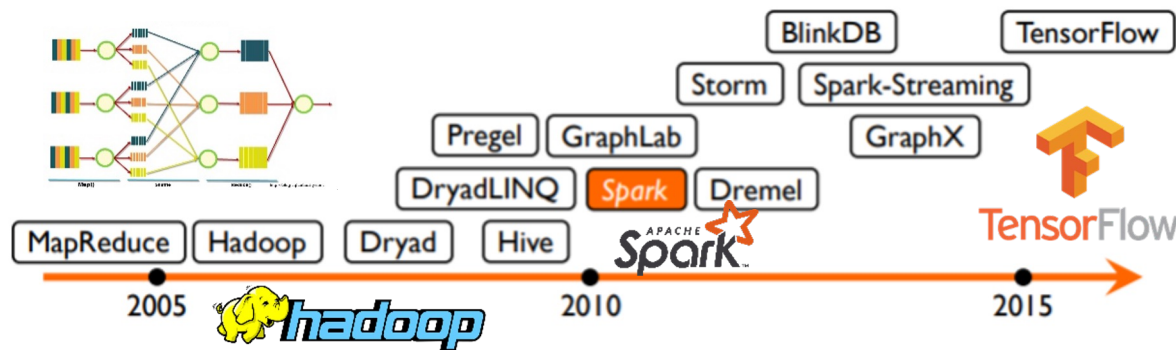 BlinkDB TensorFlow
Storm Spark-Streaming
Pregel GraphLab GraphX
DryadLINQ Spark Dremel
MapReduce Hadoop Dryad Hive
APACHE
Spark™
TensorFlow
2005 2010 2015
hadoop